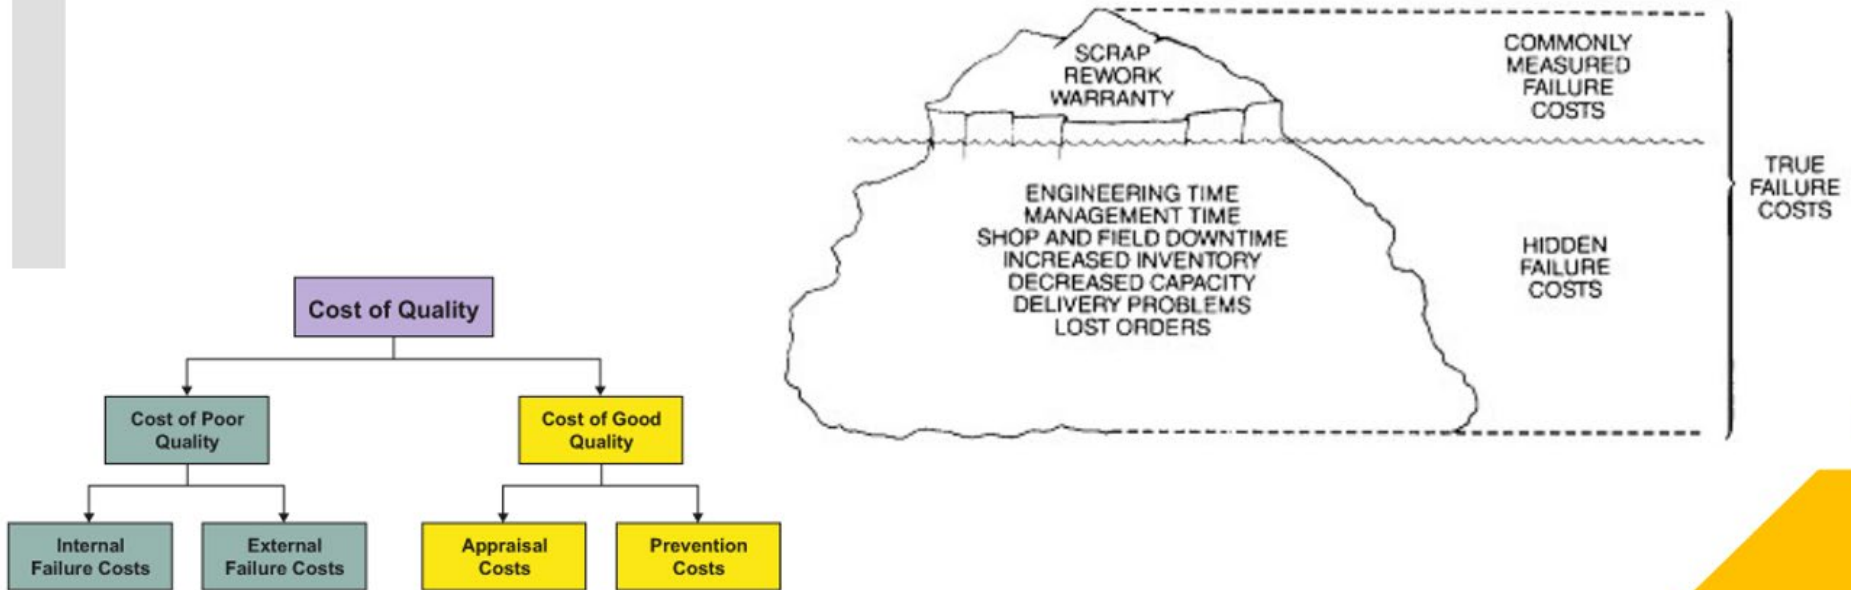 Cost of Quality
Cost of Poor
Quality
Cost of Good
Quality
Internal
Failure Costs
External
Failure Costs
Appraisal
Costs
Prevention
Costs
SCRAP
REWORK
WARRANTY
COMMONLY
MEASURED
FAILURE
COSTS
ENGINEERING TIME
MANAGEMENT TIME
SHOP AND FIELD DOWNTIME
INCREASED INVENTORY
DECREASED CAPACITY
DELIVERY PROBLEMS
LOST ORDERS
HIDDEN
FAILURE
COSTS
TRUE
FAILURE
COSTS